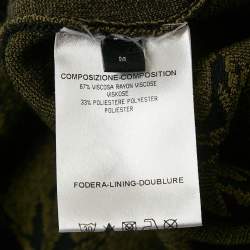 M
COMPOSIZIONE-COMPOSITION
67% VISCOSA RAYON VISCOSE
VISKOSE
33% POLIESTERE POLYESTER
POLIESTER
FODERA-LINING-DOUBLURE